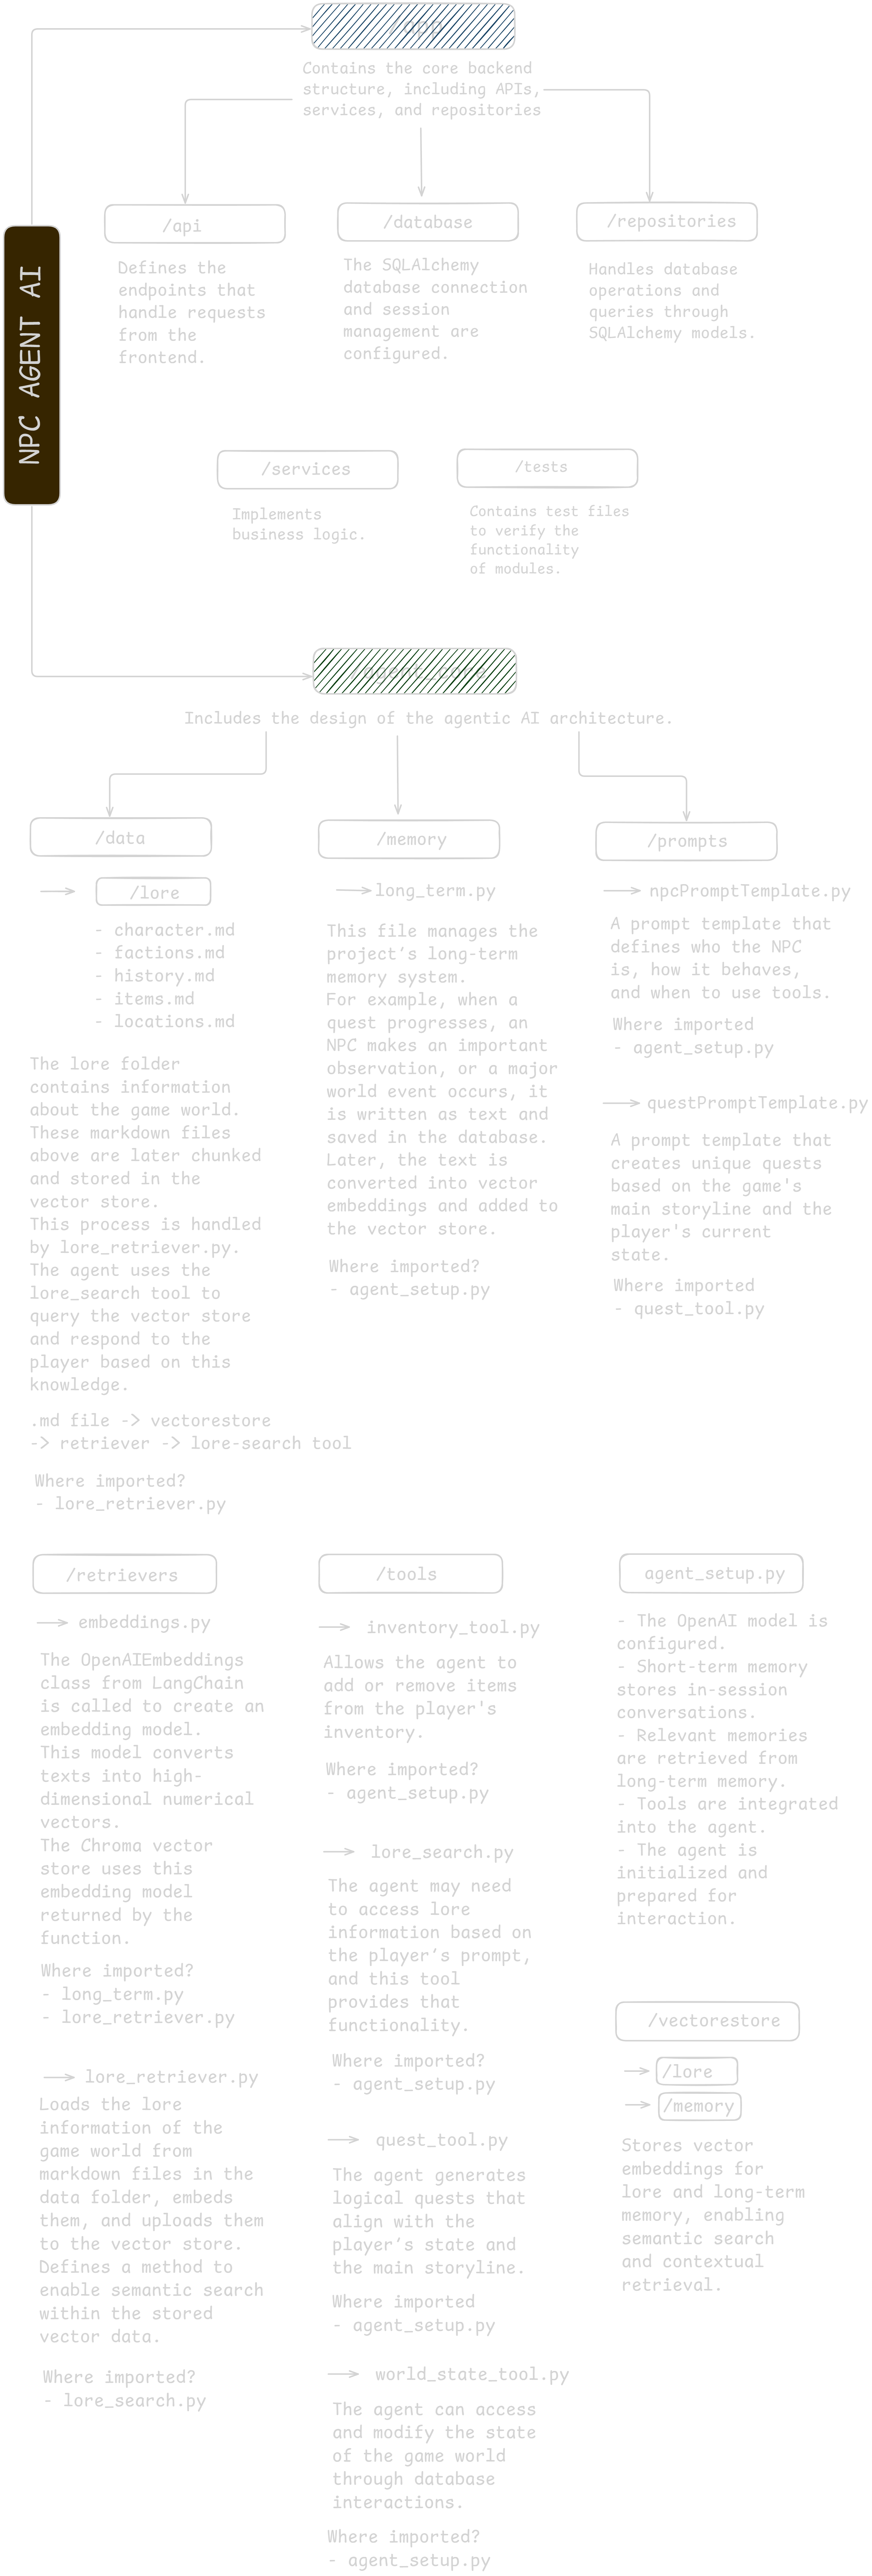 /app
Contains the core backend
structure, including APIs,
services, and repositories
NPC AGENT AI
/api
Defines the
endpoints that
handle requests
from the
frontend.
/database
The SQLAlchemy
database connection
and session
management are
configured.
/repositories
Handles database
operations and
queries through
SQLAlchemy models.
/services
Implements
business logic.
/tests
Contains test files
to verify the
functionality
of modules.
/agent_core
Includes the design of the agentic AI architecture.
/data
/lore
- character.md
- factions.md
- history.md
- items.md
- locations.md
The lore folder
contains information
about the game world.
These markdown files
above are later chunked
and stored in the
vector store.
This process is handled
by lore_retriever.py.
The agent uses the
lore_search tool to
query the vector store
and respond to the
player based on this
knowledge.
.md file -> vectorestore
-> retriever -> lore-search tool
Where imported?
- lore_retriever.py
/memory
long_term.py
This file manages the
project's long-term
memory system.
For example, when a
quest progresses, an
NPC makes an important
observation, or a major
world event occurs, it
is written as text and
saved in the database.
Later, the text is
converted into vector
embeddings and added to
the vector store.
Where imported?
- agent_setup.py
/prompts
npcPromptTemplate.py
A prompt template that
defines who the NPC
is, how it behaves,
and when to use tools.
Where imported
- agent_setup.py
questPromptTemplate.py
A prompt template that
creates unique quests
based on the game's
main storyline and the
player's current
state.
Where imported
- quest_tool.py
/retrievers
embeddings.py
The OpenAIEmbeddings
class from LangChain
is called to create an
embedding model.
This model converts
texts into high-
dimensional numerical
vectors.
The Chroma vector
store uses this
embedding model
returned by the
function.
Where imported?
- long_term.py
- lore_retriever.py
lore_retriever.py
Loads the lore
information of the
game world from
markdown files in the
data folder, embeds
them, and uploads them
to the vector store.
Defines a method to
enable semantic search
within the stored
vector data.
Where imported?
- lore_search.py
/tools
inventory_tool.py
Allows the agent to
add or remove items
from the player's
inventory.
Where imported?
- agent_setup.py
lore_search.py
The agent may need
to access lore
information based on
the player's prompt,
and this tool
provides that
functionality.
Where imported?
- agent_setup.py
quest_tool.py
The agent generates
logical quests that
align with the
player's state and
the main storyline.
Where imported
- agent_setup.py
world_state_tool.py
The agent can access
and modify the state
of the game world
through database
interactions.
Where imported?
- agent_setup.py
agent_setup.py
- The OpenAI model is
configured.
- Short-term memory
stores in-session
conversations.
- Relevant memories
are retrieved from
long-term memory.
- Tools are integrated
into the agent.
- The agent is
initialized and
prepared for
interaction.
/vectorestore
/lore
/memory
Stores vector
embeddings for
lore and long-term
memory, enabling
semantic search
and contextual
retrieval.